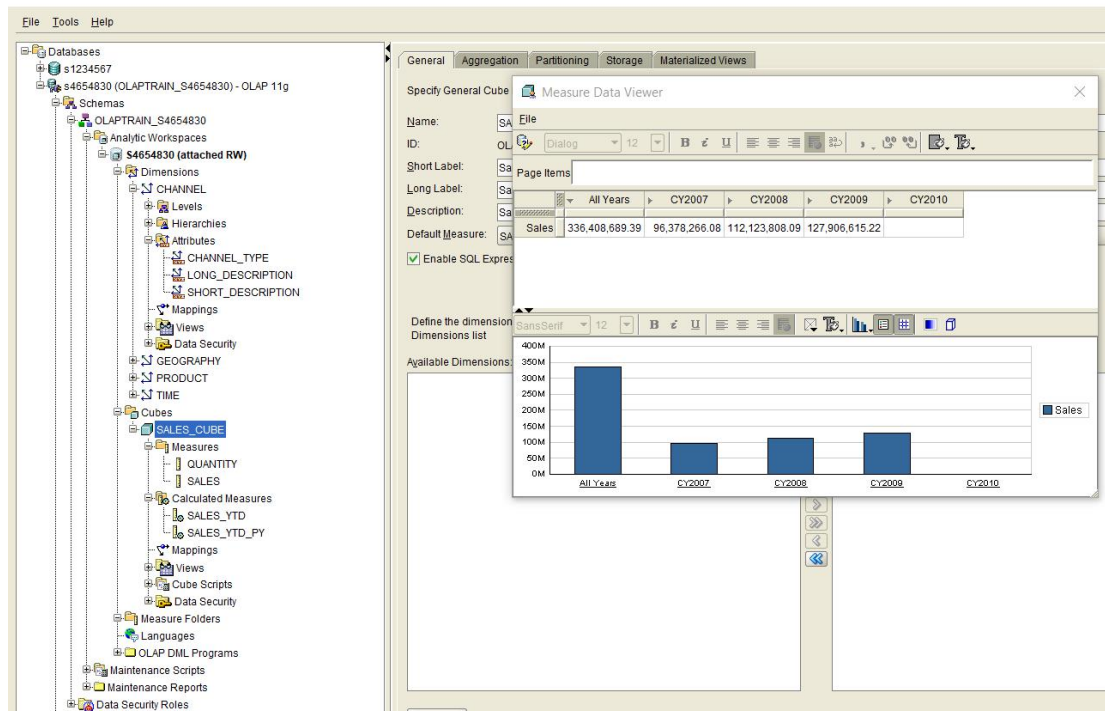 File Tools Help
Databases
s1234567
s4654830 (OLAPTRAIN_S4654830) - OLAP 11g
Schemas
OLAPTRAIN_S4654830
Analytic Workspaces
S4654830 (attached RW)
Dimensions
CHANNEL
Levels
Hierarchies
Attributes
CHANNEL_TYPE
LONG_DESCRIPTION
SHORT_DESCRIPTION
Mappings
Views
Data Security
GEOGRAPHY
PRODUCT
TIME
Cubes
SALES_CUBE
Measures
QUANTITY
SALES
Calculated Measures
SALES_YTD
SALES_YTD_PY
Mappings
Views
Cube Scripts
Data Security
Measure Folders
Languages
OLAP DML Programs
Maintenance Scripts
Maintenance Reports
Data Security Roles
General Aggregation Partitioning Storage Materialized Views
Specify General Cube
Name: SA
ID: OL
Short Label: Sa
Long Label: Sa
Description: Sa
Default Measure: SA
Enable SQL Expres
Define the dimension
Dimensions list
Available Dimensions:
Measure Data Viewer
File
Dialog 12 B i U
Page Items
All Years CY2007 CY2008 CY2009 CY2010
Sales 336,408,689.39 96,378,266.08 112,123,808.09 127,906,615.22
SansSerif 12 B i U
400M
350M
300M
250M
200M
150M
100M
50M
0M
All Years CY2007 CY2008 CY2009 CY2010
Sales